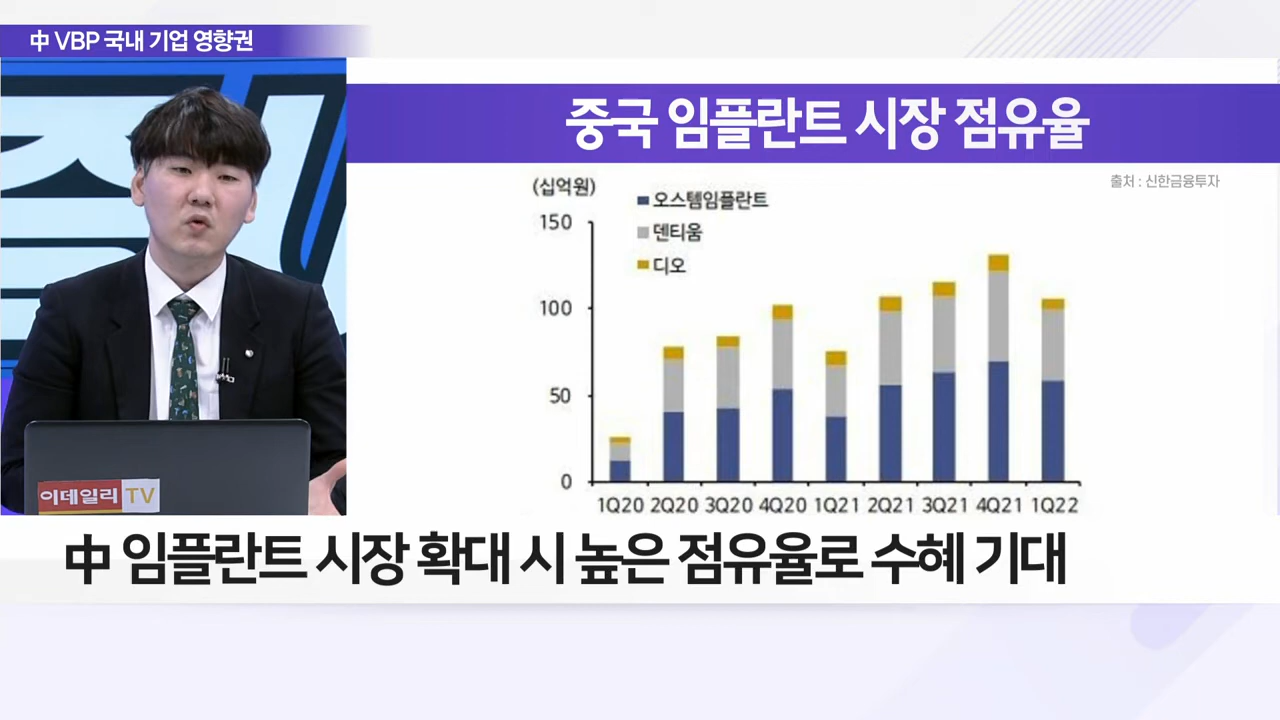 中 VBP 국내 기업 영향권
중국 임플란트 시장 점유율
출처 : 신한금융투자
(십억원)
오스템임플란트
덴티움
디오
150
100
50
0
1Q20 2Q20 3Q20 4Q20 1Q21 2Q21 3Q21 4Q21 1Q22
이데일리 TV
中 임플란트 시장 확대 시 높은 점유율로 수혜 기대